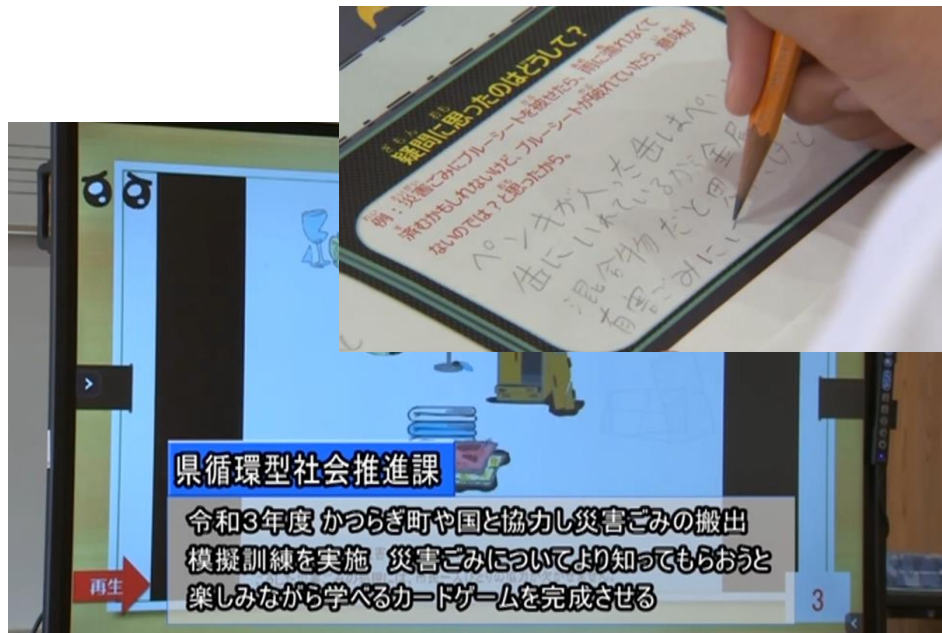 疑問に思ったのはどうして？
例：災害ごみにブルーシートを被せたら、雨に濡れなくて
済むかもしれないけど、ブルーシートが破れていたら、意味が
ないのでは？と思ったから。
ペンキが入った缶しまペ
缶にいれているが金属
混合物だと思
有害ごみに
県循環型社会推進課
令和3年度 かつらぎ町や国と協力し災害ごみの搬出
模擬訓練を実施 災害ごみについてより知ってもらおうと
楽しみながら学べるカードゲームを完成させる
再生
3